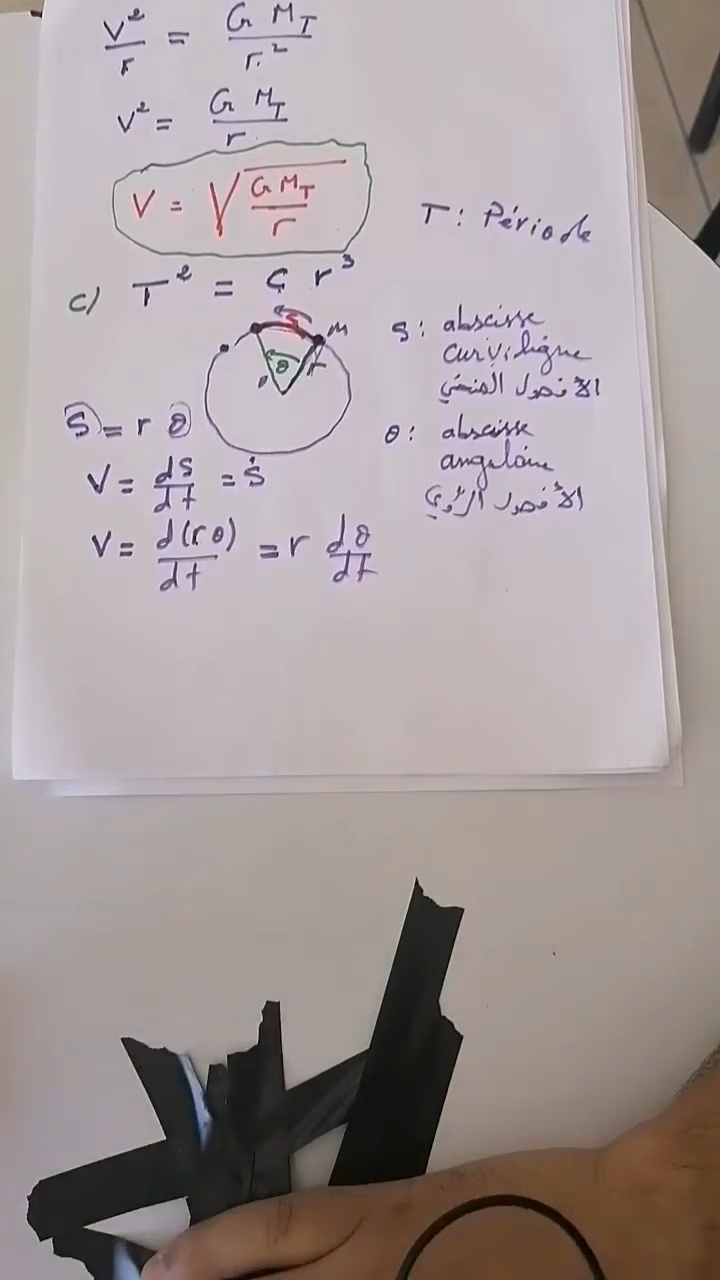 V²/r = G M_T/r²
V² = G M_T/r
V = √(G M_T/r)
T : Période
c) T² = C r³
S M
θ r
S : abscisse
curviligne
الأفصول المنحني
S = r θ
θ : abscisse
angulaire
الأفصول الزاوي
V = dS/dt = Ṡ
V = d(r θ)/dt = r dθ/dt